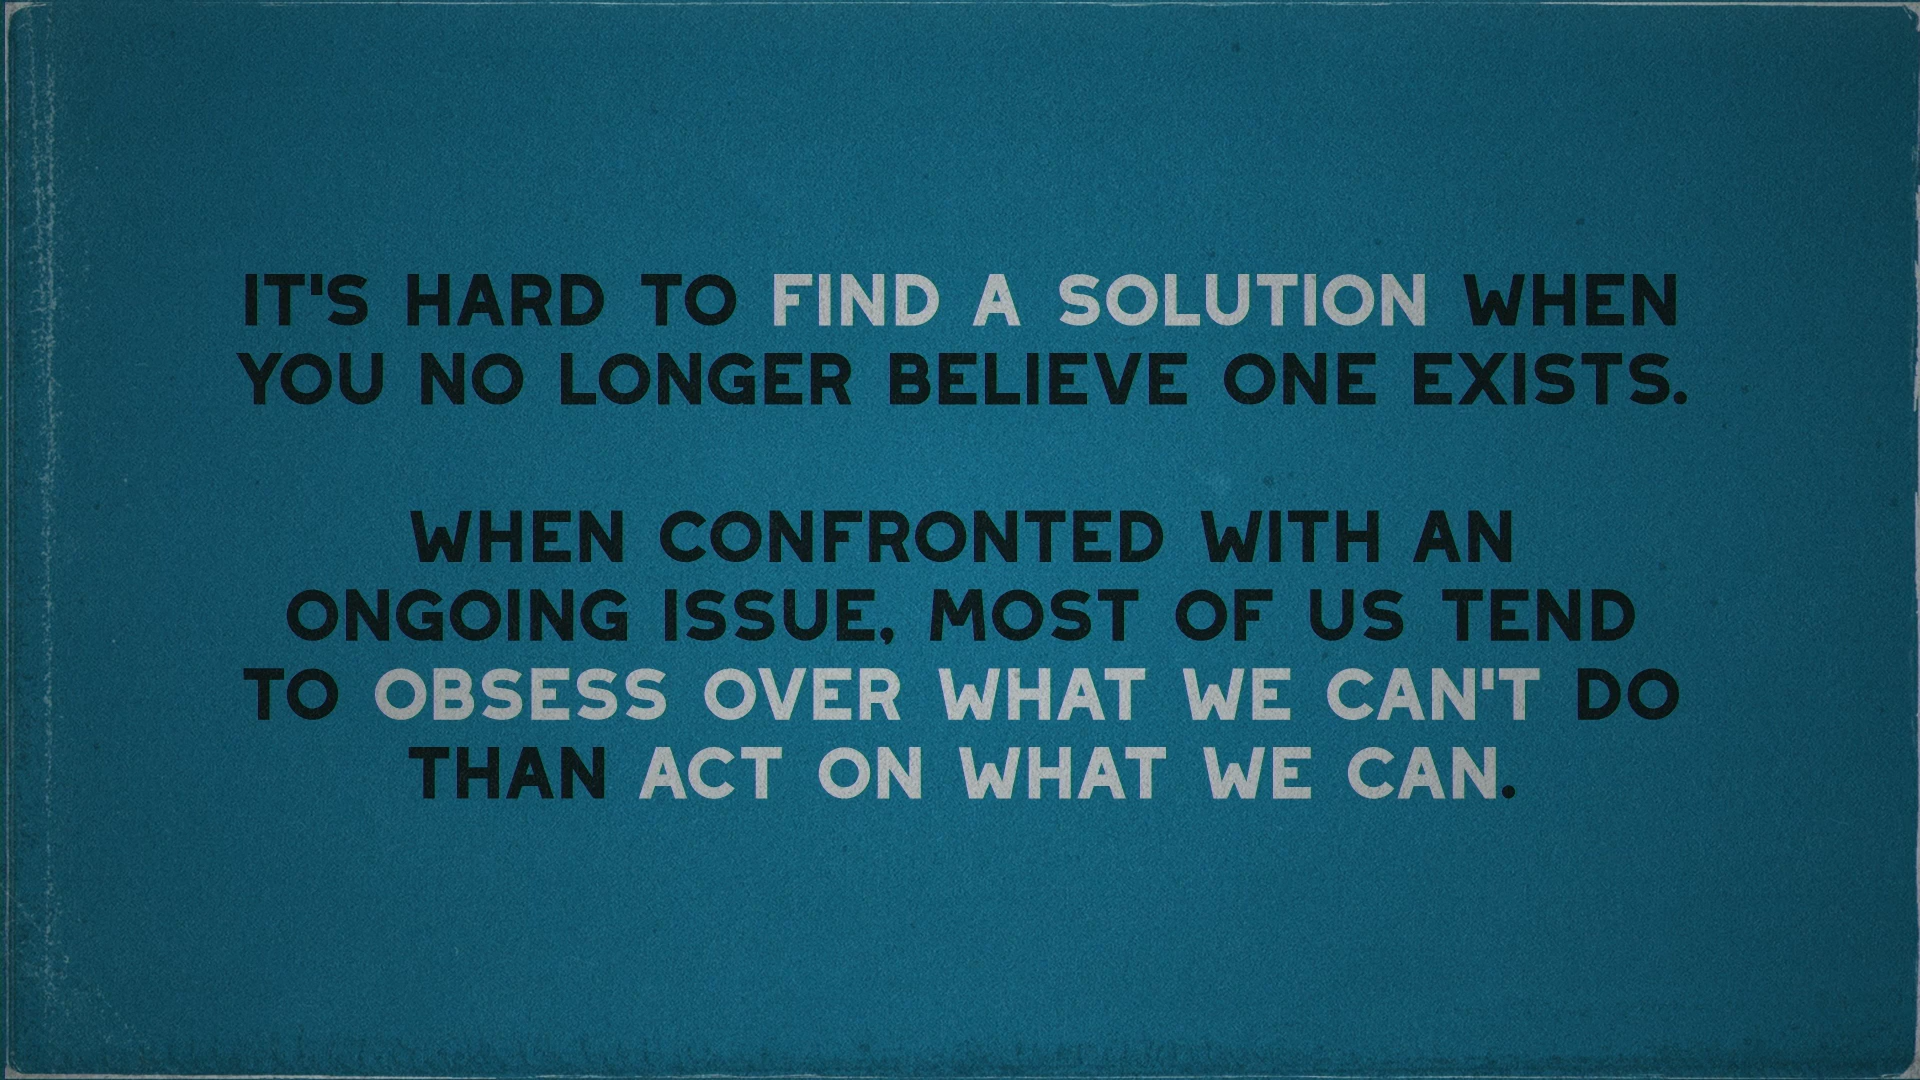 IT'S HARD TO FIND A SOLUTION WHEN
YOU NO LONGER BELIEVE ONE EXISTS.
WHEN CONFRONTED WITH AN
ONGOING ISSUE, MOST OF US TEND
TO OBSESS OVER WHAT WE CAN'T DO
THAN ACT ON WHAT WE CAN.